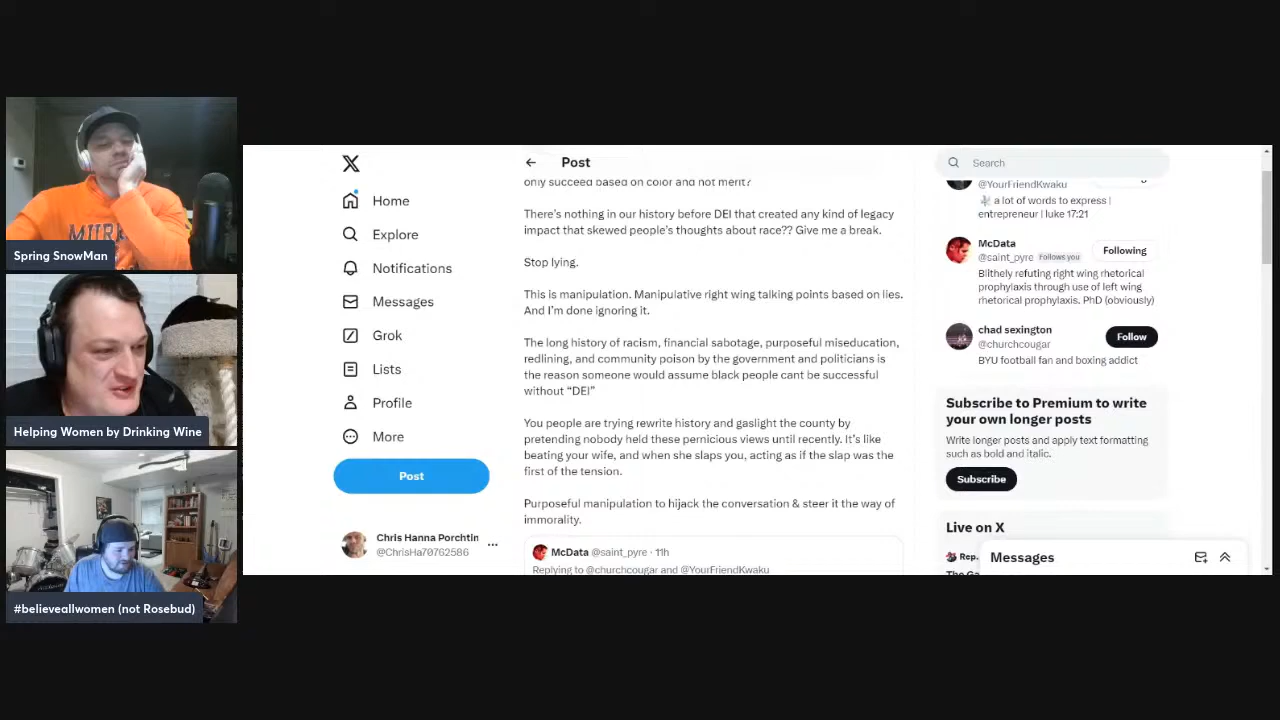 MURR
Spring SnowMan
Helping Women by Drinking Wine
#believeallwomen (not Rosebud)
Home
Explore
Notifications
Messages
Grok
Lists
Profile
More
Post
Chris Hanna Porchtin
@ChrisHa70762586
Post
only succeed based on color and not merit?
There's nothing in our history before DEI that created any kind of legacy
impact that skewed people's thoughts about race?? Give me a break.
Stop lying.
This is manipulation. Manipulative right wing talking points based on lies.
And I'm done ignoring it.
The long history of racism, financial sabotage, purposeful miseducation,
redlining, and community poison by the government and politicians is
the reason someone would assume black people cant be successful
without “DEI”
You people are trying rewrite history and gaslight the county by
pretending nobody held these pernicious views until recently. It's like
beating your wife, and when she slaps you, acting as if the slap was the
first of the tension.
Purposeful manipulation to hijack the conversation & steer it the way of
immorality.
McData @saint_pyre · 11h
Replying to @churchcougar and @YourFriendKwaku
Search
@YourFriendKwaku
a lot of words to express |
entrepreneur | luke 17:21
McData
Following
@saint_pyre Follows you
Blithely refuting right wing rhetorical
prophylaxis through use of left wing
rhetorical prophylaxis. PhD (obviously)
chad sexington
Follow
@churchcougar
BYU football fan and boxing addict
Subscribe to Premium to write
your own longer posts
Write longer posts and apply text formatting
such as bold and italic.
Subscribe
Live on X
Rep.
Messages